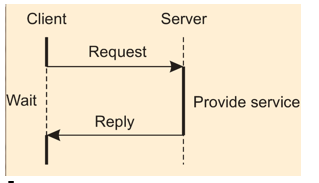 Client Server
Request
Wait Provide service
Reply